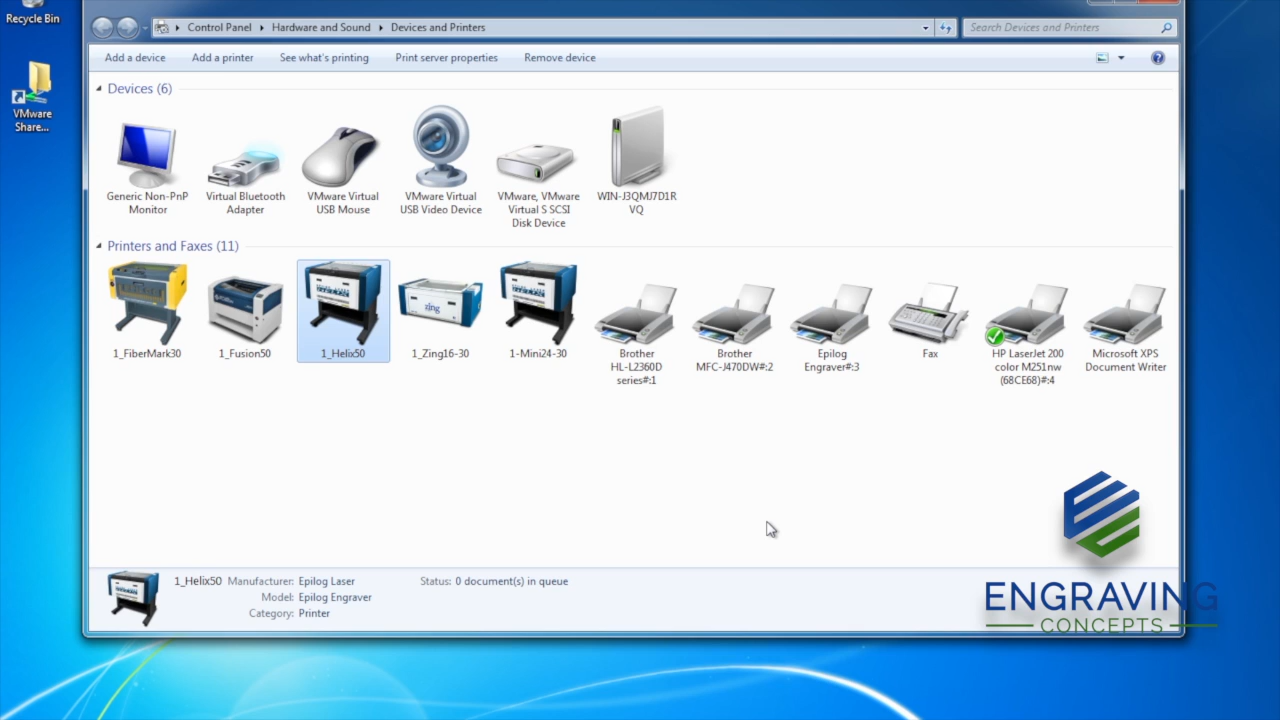 Recycle Bin
VMware
Share...
Control Panel Hardware and Sound Devices and Printers
Search Devices and Printers
Add a device Add a printer See what's printing Print server properties Remove device
Devices (6)
Generic Non-PnP
Monitor
Virtual Bluetooth
Adapter
VMware Virtual
USB Mouse
VMware Virtual
USB Video Device
VMware, VMware
Virtual S SCSI
Disk Device
WIN-J3QMJ7D1R
VQ
Printers and Faxes (11)
1_FiberMark30
1_Fusion50
1_Helix50
zing
1_Zing16-30
1-Mini24-30
Brother
HL-L2360D
series#:1
Brother
MFC-J470DW#:2
Epilog
Engraver#:3
Fax
HP LaserJet 200
color M251nw
(68CE68)#:4
Microsoft XPS
Document Writer
1_Helix50 Manufacturer: Epilog Laser Status: 0 document(s) in queue
Model: Epilog Engraver
Category: Printer
ENGRAVING
CONCEPTS